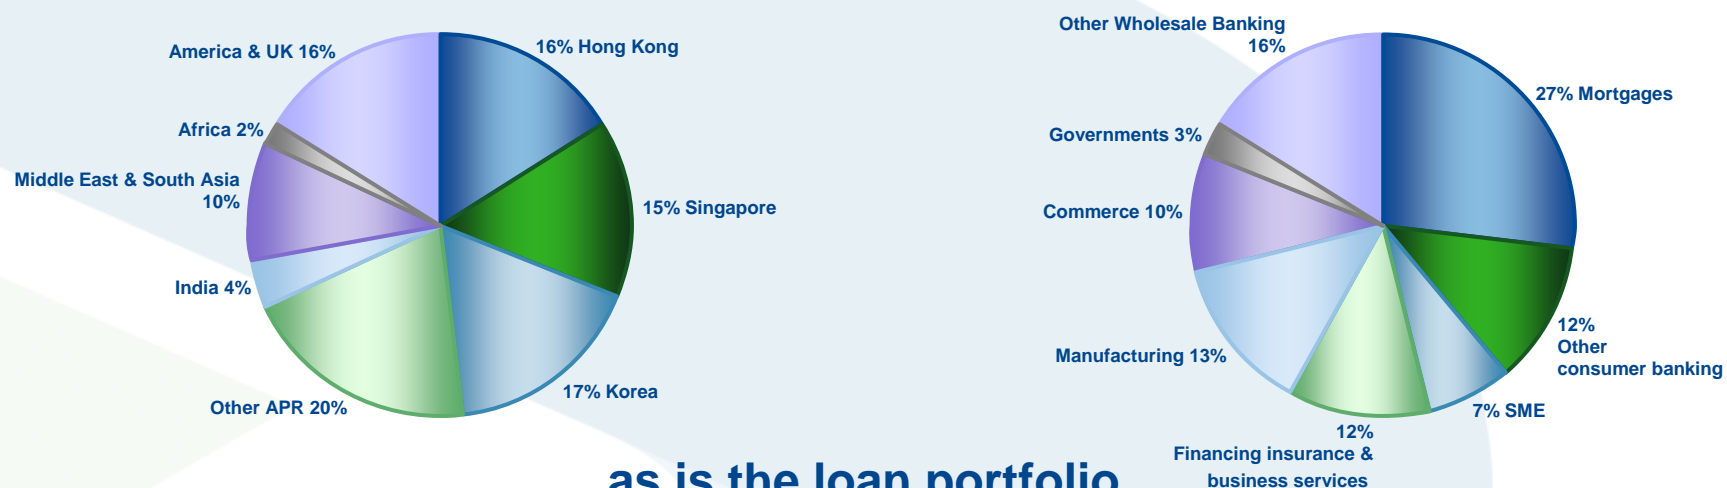 America & UK 16%
16% Hong Kong
Africa 2%
Middle East & South Asia
10%
15% Singapore
India 4%
17% Korea
Other APR 20%
Other Wholesale Banking
16%
27% Mortgages
Governments 3%
Commerce 10%
12%
Other
consumer banking
Manufacturing 13%
7% SME
12%
Financing insurance &
business services
as is the loan portfolio